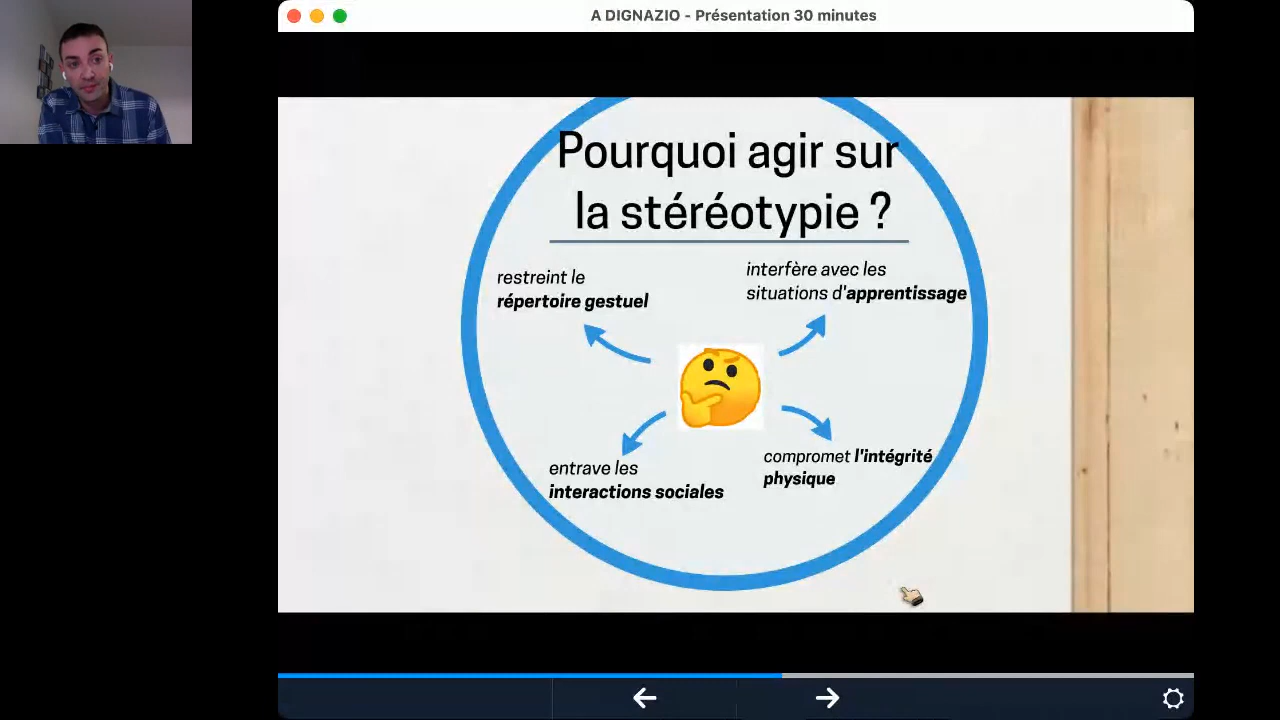 A DIGNAZIO - Présentation 30 minutes
Pourquoi agir sur
la stéréotypie ?
restreint le
répertoire gestuel
interfère avec les
situations d'apprentissage
entrave les
interactions sociales
compromet l'intégrité
physique